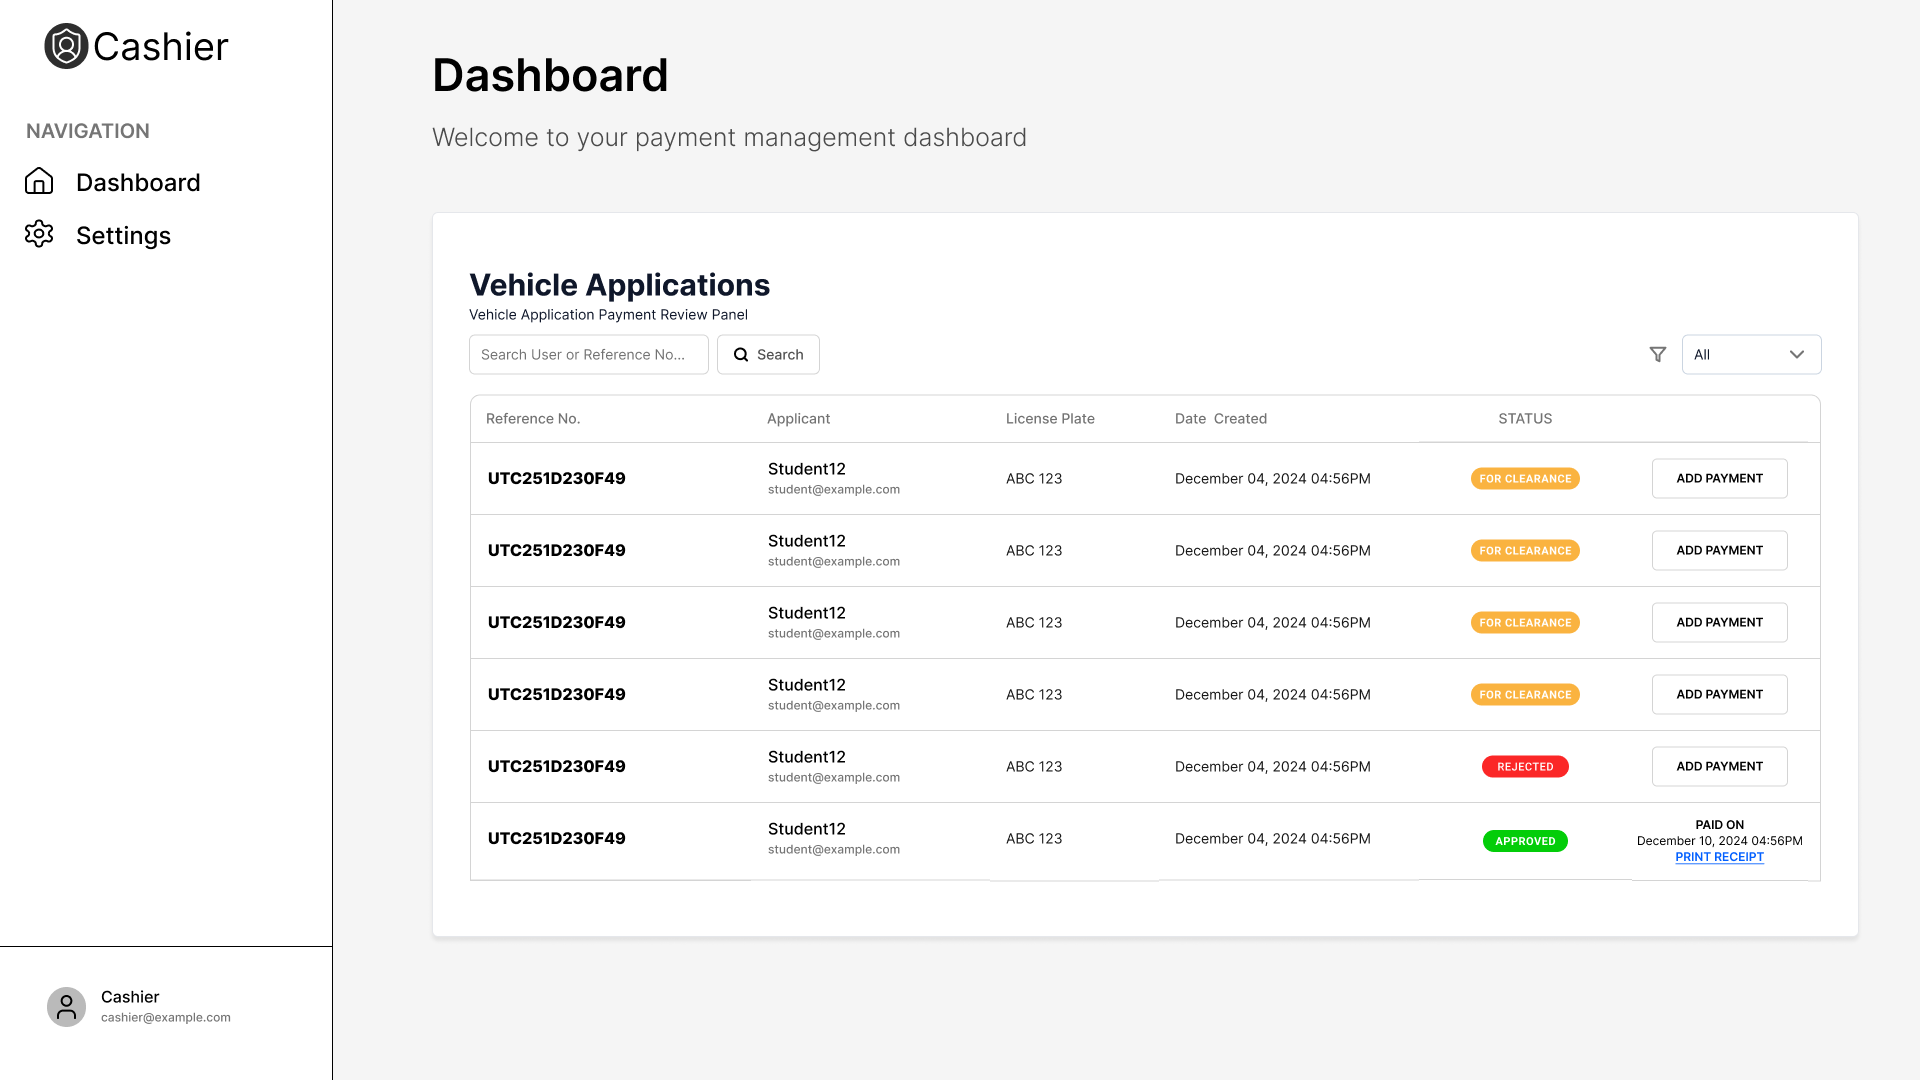 Cashier
NAVIGATION
Dashboard
Settings
Cashier
cashier@example.com
Dashboard
Welcome to your payment management dashboard
Vehicle Applications
Vehicle Application Payment Review Panel
Search User or Reference No...
Search
All
Reference No. Applicant License Plate Date Created STATUS
UTC251D230F49 Student12 ABC 123 December 04, 2024 04:56PM FOR CLEARANCE ADD PAYMENT
student@example.com
UTC251D230F49 Student12 ABC 123 December 04, 2024 04:56PM FOR CLEARANCE ADD PAYMENT
student@example.com
UTC251D230F49 Student12 ABC 123 December 04, 2024 04:56PM FOR CLEARANCE ADD PAYMENT
student@example.com
UTC251D230F49 Student12 ABC 123 December 04, 2024 04:56PM FOR CLEARANCE ADD PAYMENT
student@example.com
UTC251D230F49 Student12 ABC 123 December 04, 2024 04:56PM REJECTED ADD PAYMENT
student@example.com
UTC251D230F49 Student12 ABC 123 December 04, 2024 04:56PM APPROVED PAID ON
student@example.com December 10, 2024 04:56PM
PRINT RECEIPT